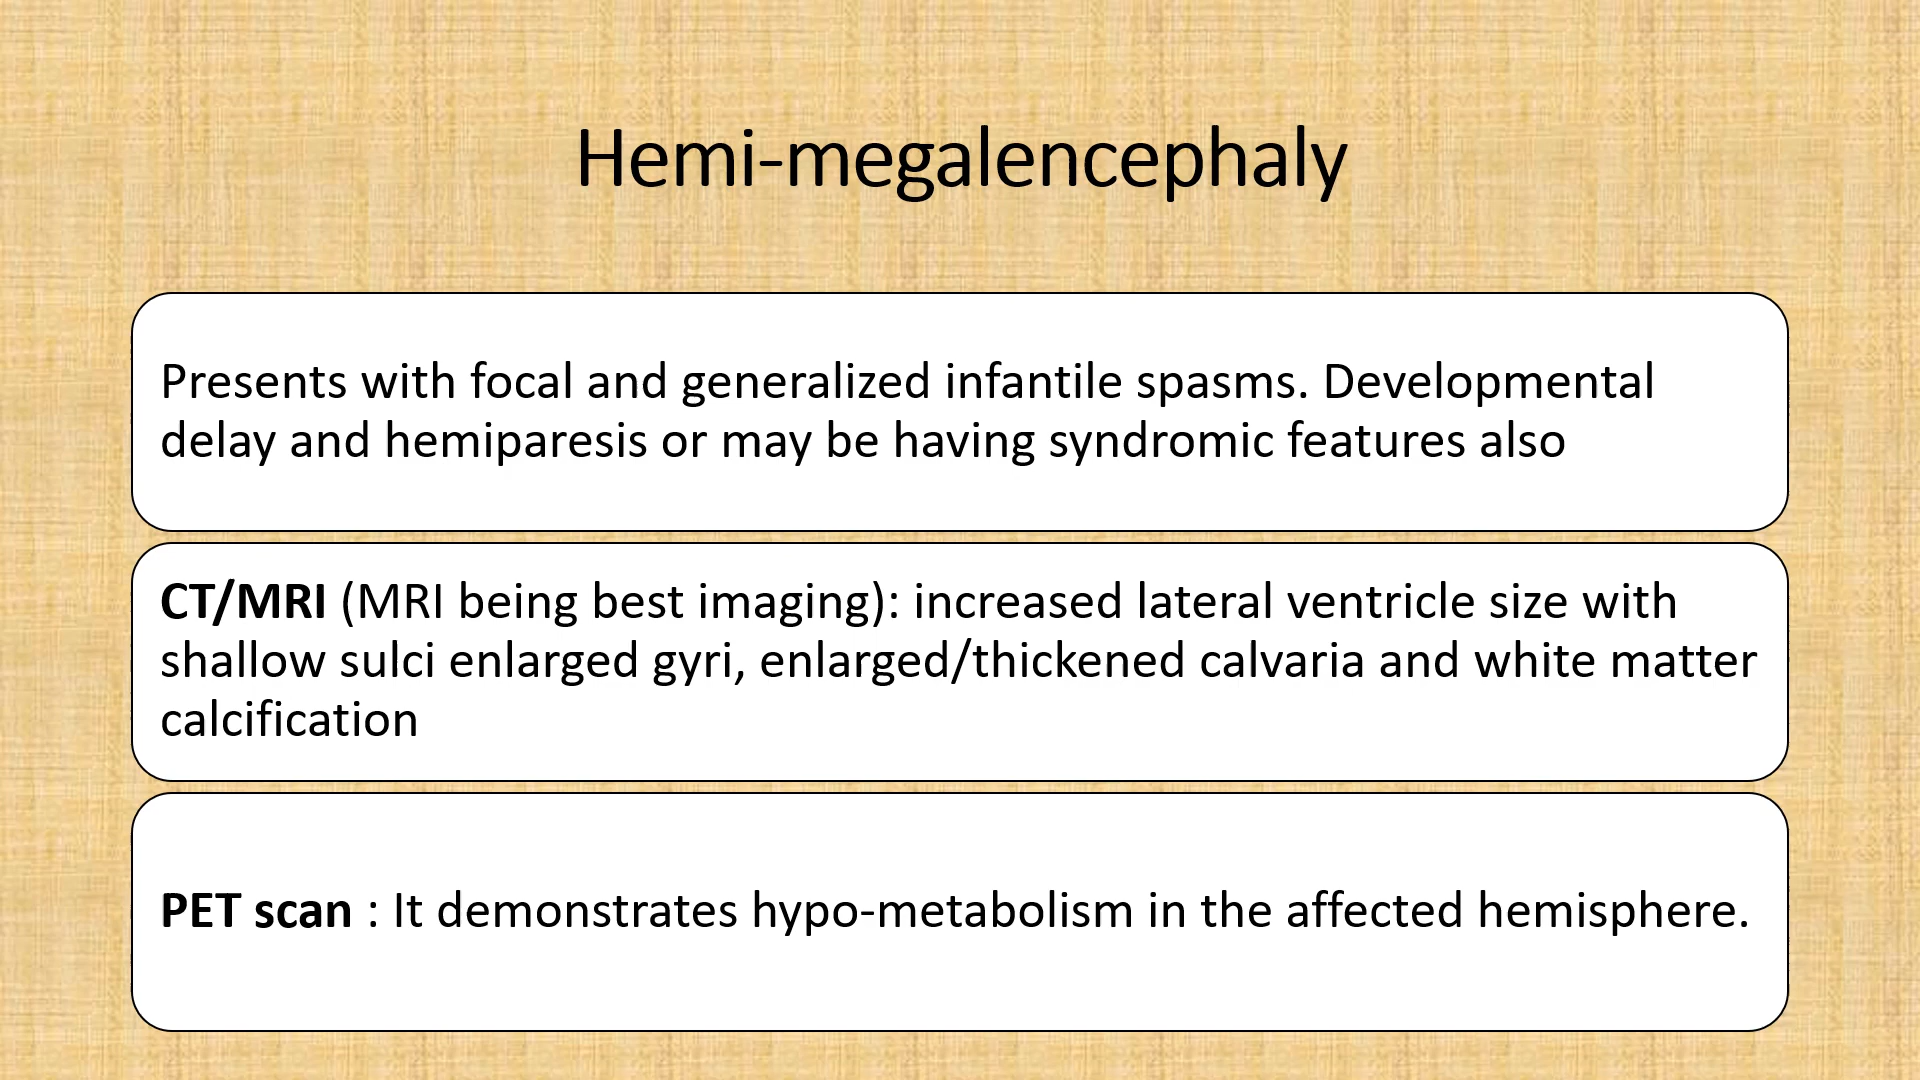 Hemi-megalencephaly
Presents with focal and generalized infantile spasms. Developmental
delay and hemiparesis or may be having syndromic features also
CT/MRI (MRI being best imaging): increased lateral ventricle size with
shallow sulci enlarged gyri, enlarged/thickened calvaria and white matter
calcification
PET scan : It demonstrates hypo-metabolism in the affected hemisphere.